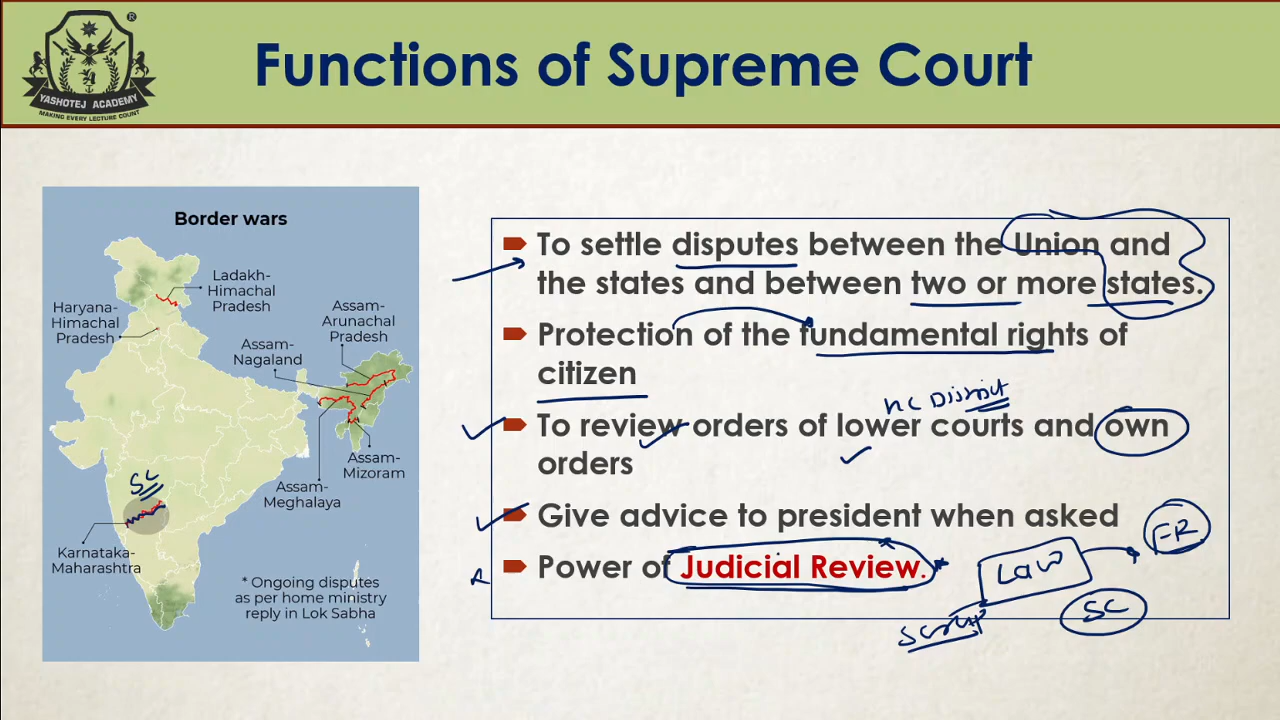 Functions of Supreme Court
®
YASHOTEJ ACADEMY
MAKING EVERY LECTURE COUNT
Border wars
Ladakh-
Himachal
Pradesh
Haryana-
Himachal
Pradesh
Assam-
Arunachal
Pradesh
Assam-
Nagaland
Assam-
Mizoram
Assam-
Meghalaya
SC
Karnataka-
Maharashtra
* Ongoing disputes
as per home ministry
reply in Lok Sabha
To settle disputes between the Union and
the states and between two or more states.
Protection of the fundamental rights of
citizen
HC District
To review orders of lower courts and own
orders
Give advice to president when asked
Power of Judicial Review.
Law
FR
SC